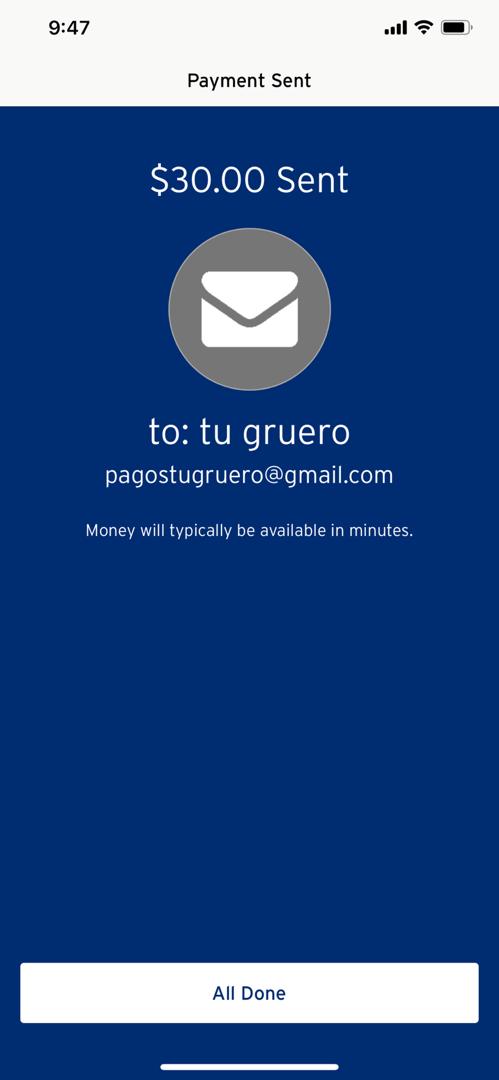 9:47
Payment Sent
$30.00 Sent
to: tu gruero
pagostugruero@gmail.com
Money will typically be available in minutes.
All Done